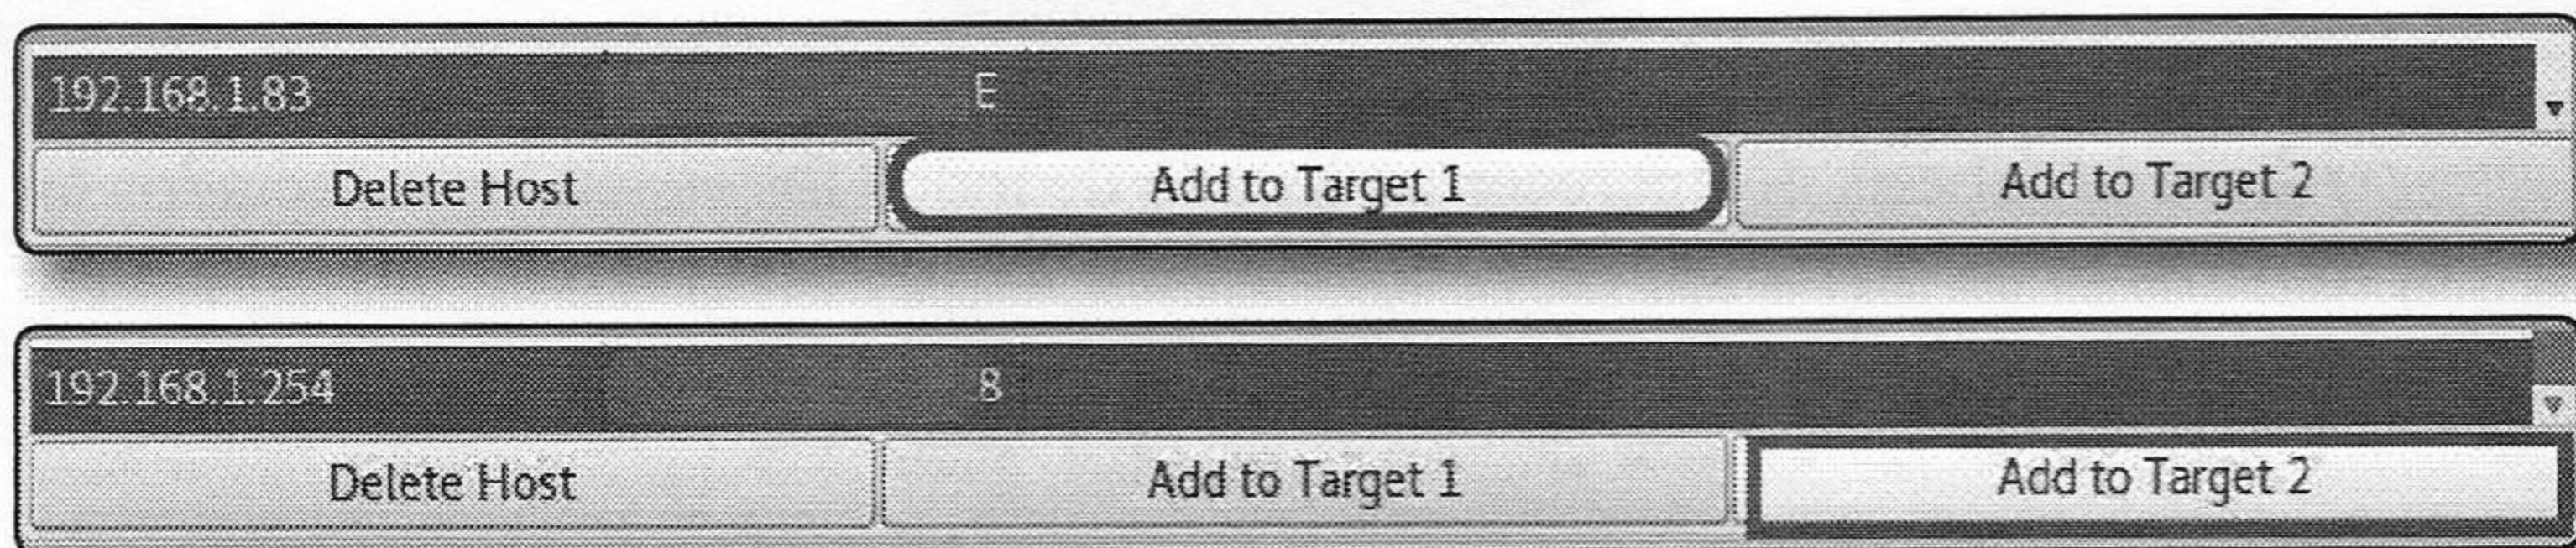 192.168.1.83 E
Delete Host Add to Target 1 Add to Target 2
192.168.1.254 8
Delete Host Add to Target 1 Add to Target 2